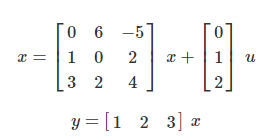 x = [0 6 −5; 1 0 2; 3 2 4] x + [0; 1; 2] u
y = [1 2 3] x